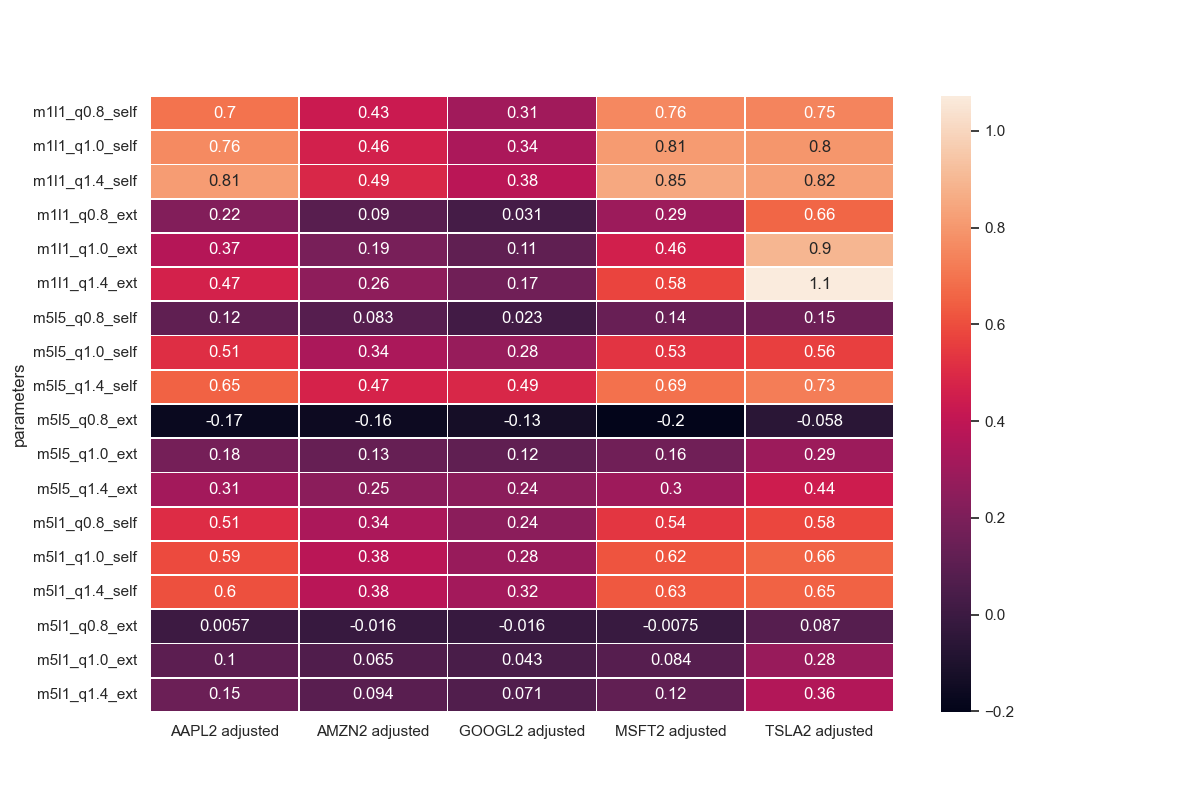 m1l1_q0.8_self 0.7 0.43 0.31 0.76 0.75
m1l1_q1.0_self 0.76 0.46 0.34 0.81 0.8
m1l1_q1.4_self 0.81 0.49 0.38 0.85 0.82
m1l1_q0.8_ext 0.22 0.09 0.031 0.29 0.66
m1l1_q1.0_ext 0.37 0.19 0.11 0.46 0.9
m1l1_q1.4_ext 0.47 0.26 0.17 0.58 1.1
m5l5_q0.8_self 0.12 0.083 0.023 0.14 0.15
m5l5_q1.0_self 0.51 0.34 0.28 0.53 0.56
m5l5_q1.4_self 0.65 0.47 0.49 0.69 0.73
m5l5_q0.8_ext -0.17 -0.16 -0.13 -0.2 -0.058
m5l5_q1.0_ext 0.18 0.13 0.12 0.16 0.29
m5l5_q1.4_ext 0.31 0.25 0.24 0.3 0.44
m5l1_q0.8_self 0.51 0.34 0.24 0.54 0.58
m5l1_q1.0_self 0.59 0.38 0.28 0.62 0.66
m5l1_q1.4_self 0.6 0.38 0.32 0.63 0.65
m5l1_q0.8_ext 0.0057 -0.016 -0.016 -0.0075 0.087
m5l1_q1.0_ext 0.1 0.065 0.043 0.084 0.28
m5l1_q1.4_ext 0.15 0.094 0.071 0.12 0.36
AAPL2 adjusted AMZN2 adjusted GOOGL2 adjusted MSFT2 adjusted TSLA2 adjusted
parameters
1.0
0.8
0.6
0.4
0.2
0.0
−0.2